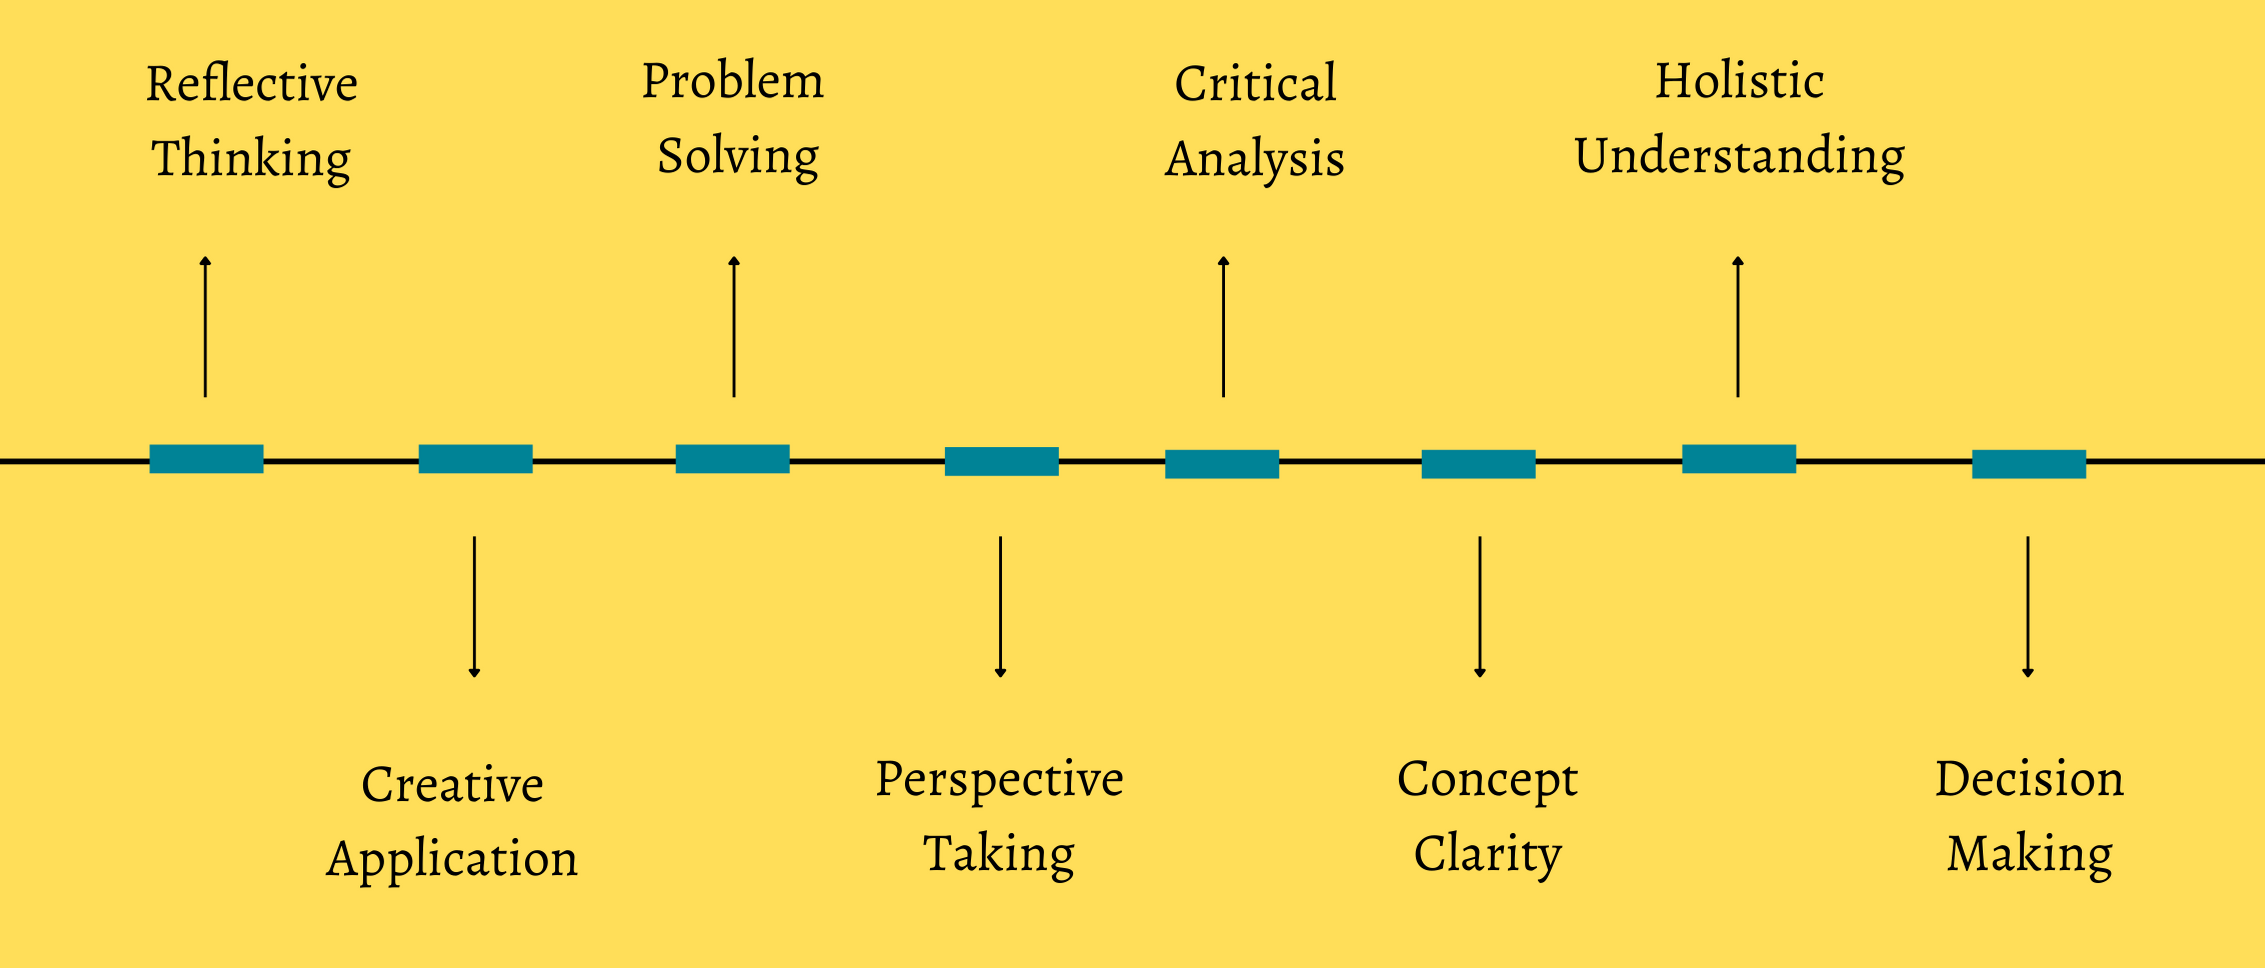 Reflective
Thinking
Creative
Application
Problem
Solving
Perspective
Taking
Critical
Analysis
Concept
Clarity
Holistic
Understanding
Decision
Making